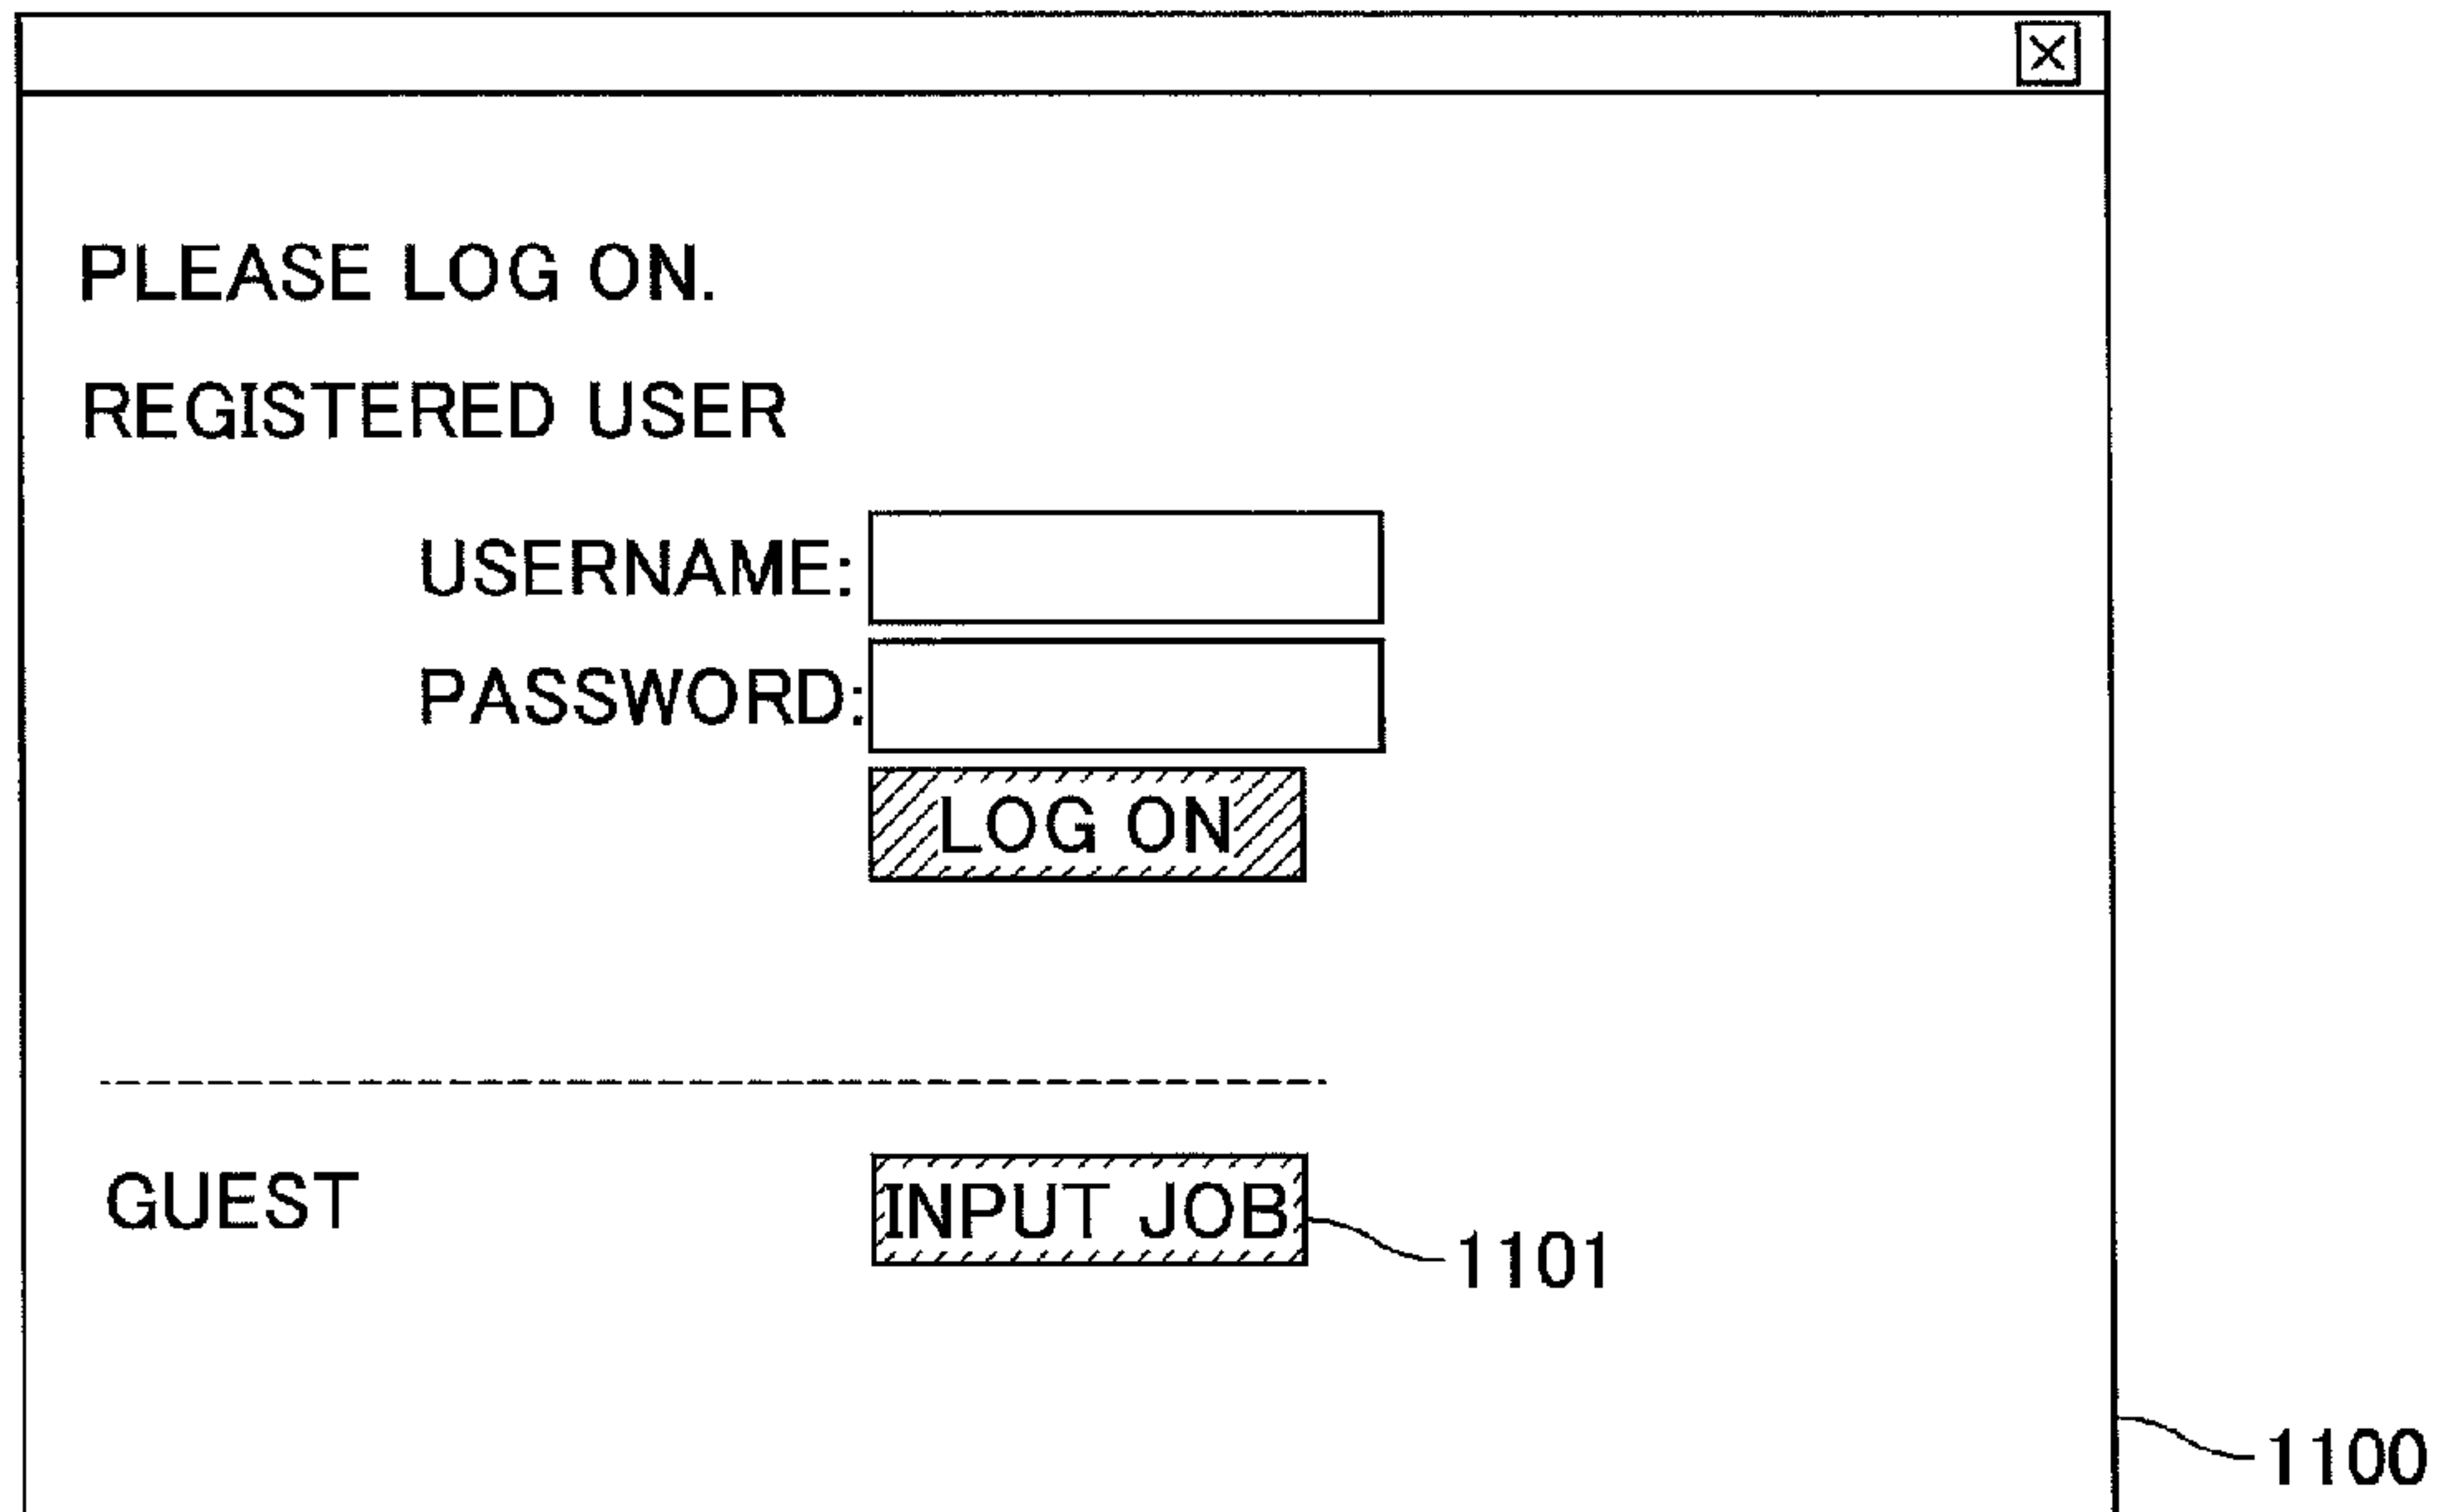 PLEASE LOG ON.
REGISTERED USER
USERNAME:
PASSWORD:
LOG ON
GUEST INPUT JOB
1101
1100